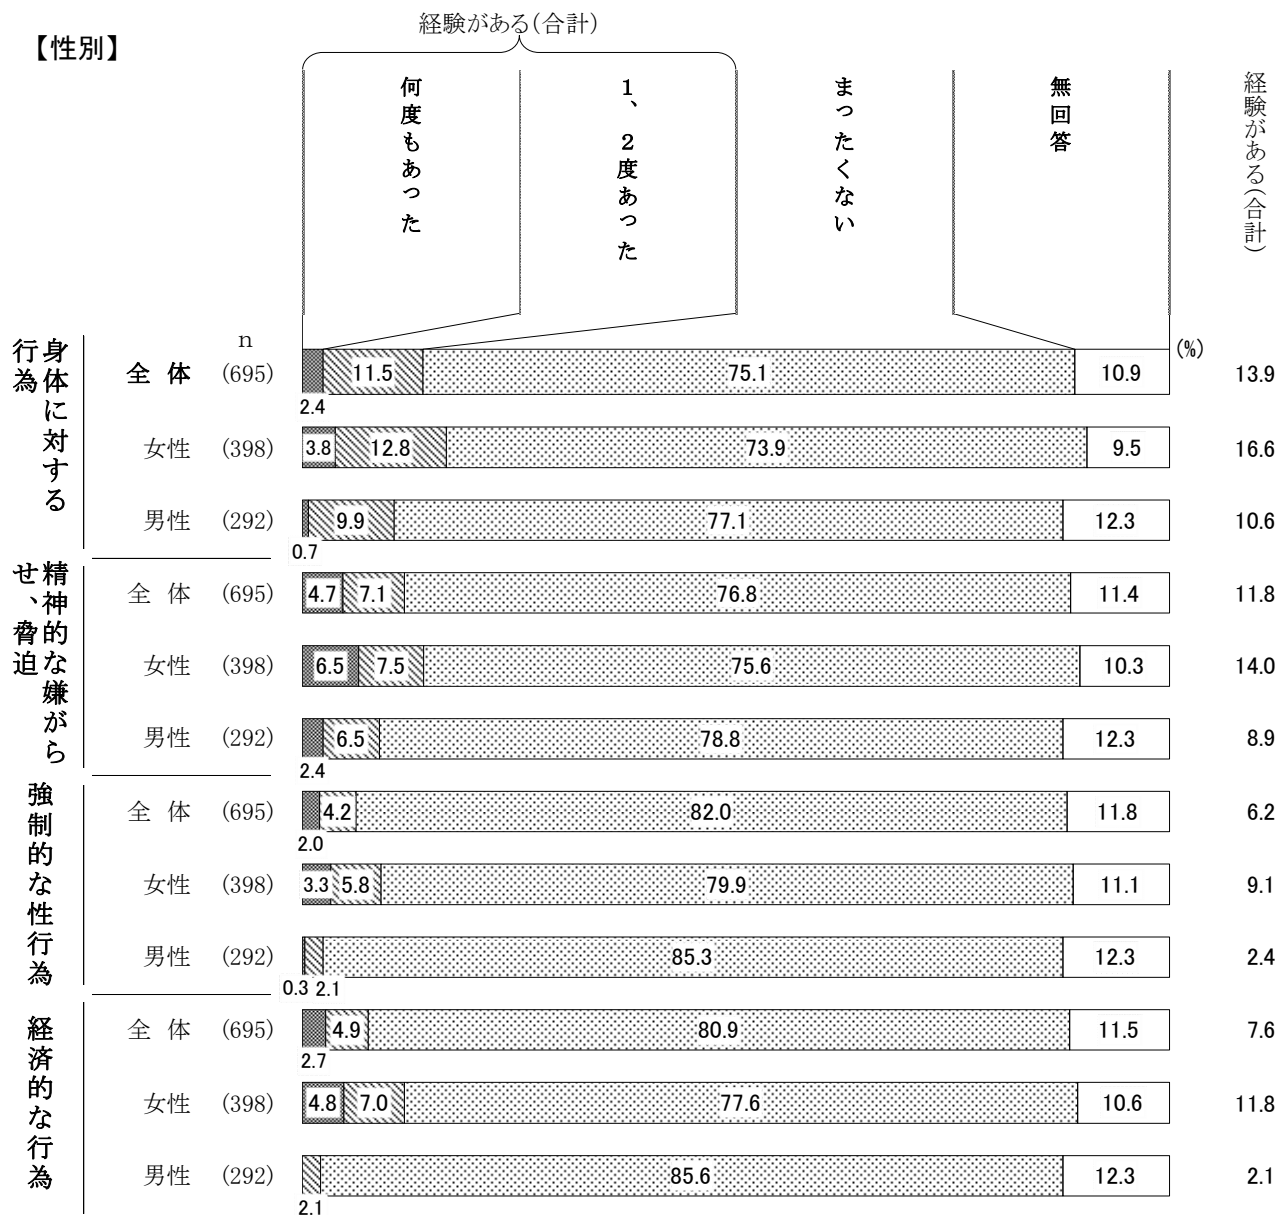 【性別】
経験がある(合計)
何度もあった
1、2度あった
まったくない
無回答
経験がある(合計)
n
(%)
身体に対する行為
全体 (695) 2.4 11.5 75.1 10.9 13.9
女性 (398) 3.8 12.8 73.9 9.5 16.6
男性 (292) 0.7 9.9 77.1 12.3 10.6
精神的な嫌がらせ、脅迫
全体 (695) 4.7 7.1 76.8 11.4 11.8
女性 (398) 6.5 7.5 75.6 10.3 14.0
男性 (292) 2.4 6.5 78.8 12.3 8.9
強制的な性行為
全体 (695) 2.0 4.2 82.0 11.8 6.2
女性 (398) 3.3 5.8 79.9 11.1 9.1
男性 (292) 0.3 2.1 85.3 12.3 2.4
経済的な行為
全体 (695) 2.7 4.9 80.9 11.5 7.6
女性 (398) 4.8 7.0 77.6 10.6 11.8
男性 (292) 2.1 85.6 12.3 2.1